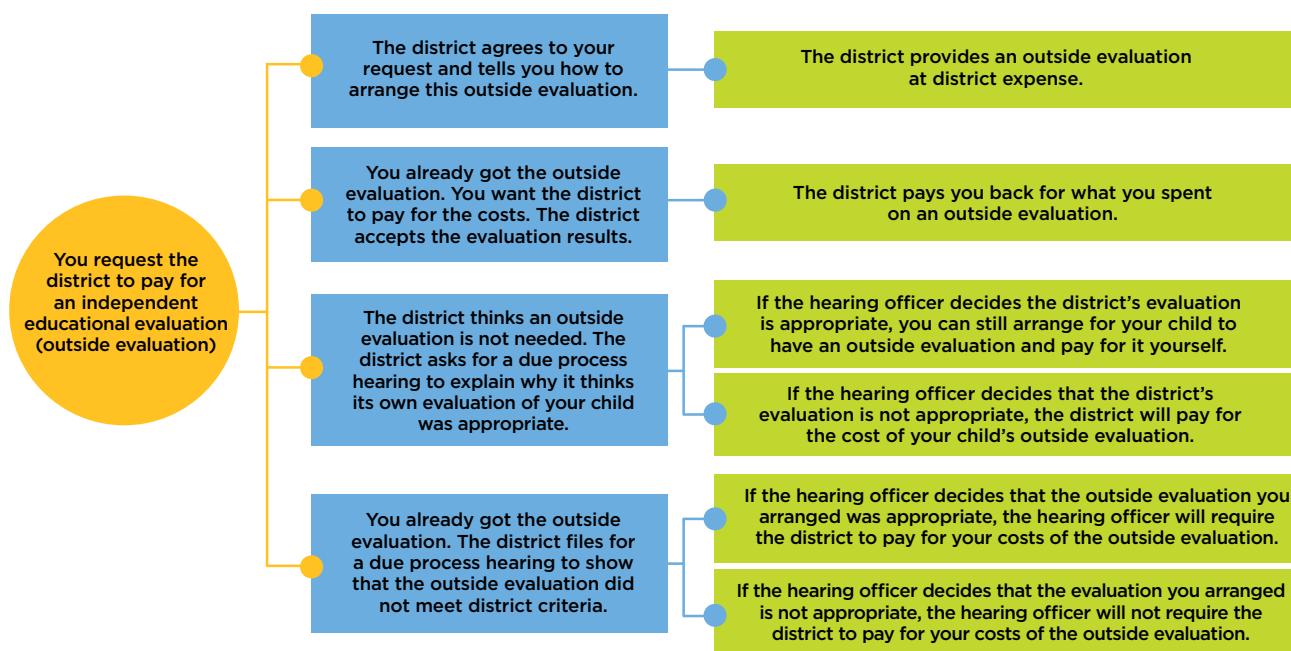 You request the
district to pay for
an independent
educational evaluation
(outside evaluation)
The district agrees to your
request and tells you how to
arrange this outside evaluation.
The district provides an outside evaluation
at district expense.
You already got the outside
evaluation. You want the district
to pay for the costs. The district
accepts the evaluation results.
The district pays you back for what you spent
on an outside evaluation.
The district thinks an outside
evaluation is not needed. The
district asks for a due process
hearing to explain why it thinks
its own evaluation of your child
was appropriate.
If the hearing officer decides the district’s evaluation
is appropriate, you can still arrange for your child to
have an outside evaluation and pay for it yourself.
If the hearing officer decides that the district’s
evaluation is not appropriate, the district will pay for
the cost of your child’s outside evaluation.
You already got the outside
evaluation. The district files for
a due process hearing to show
that the outside evaluation did
not meet district criteria.
If the hearing officer decides that the outside evaluation you
arranged was appropriate, the hearing officer will require
the district to pay for your costs of the outside evaluation.
If the hearing officer decides that the evaluation you arranged
is not appropriate, the hearing officer will not require the
district to pay for your costs of the outside evaluation.